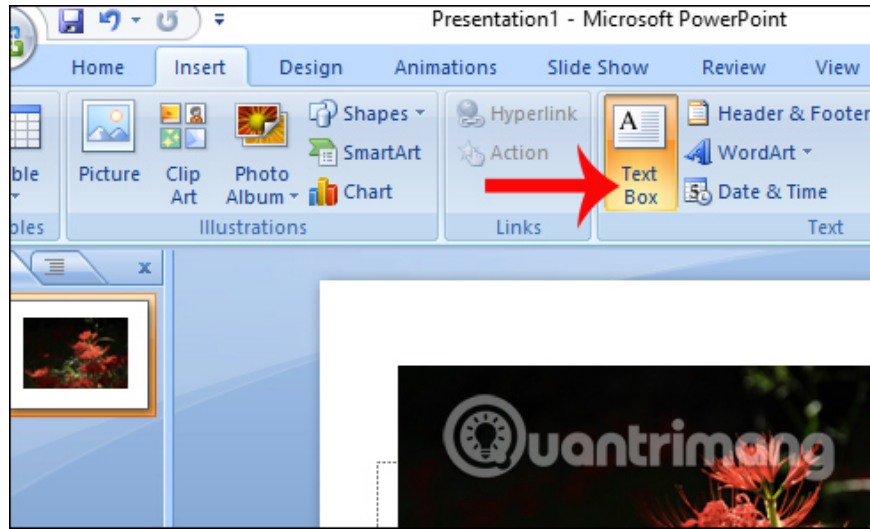 Presentation1 - Microsoft PowerPoint
Home Insert Design Animations Slide Show Review View
ble Picture Clip Art Photo Album Shapes SmartArt Chart Hyperlink Action A Text Box Header & Footer WordArt Date & Time
bles Illustrations Links Text
x
Quantrimang